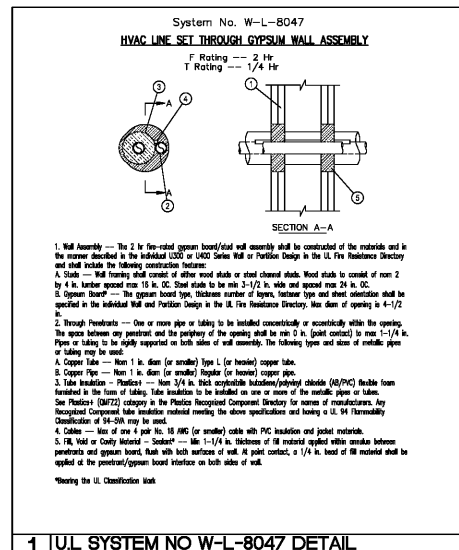 System No. W-L-8047
HVAC LINE SET THROUGH GYPSUM WALL ASSEMBLY
F Rating -- 2 Hr
T Rating -- 1/4 Hr
3
A
4
1
A
2
5
SECTION A-A
1. Wall Assembly -- The 2 hr fire-rated gypsum board/stud wall assembly shall be constructed of the materials and in
the manner described in the individual U300 or U400 Series Wall or Partition Design in the UL Fire Resistance Directory
and shall include the following construction features:
A. Studs -- Wall framing shall consist of either wood studs or steel channel studs. Wood studs to consist of nom 2
by 4 in. lumber spaced max 16 in. OC. Steel studs to be min 3-1/2 in. wide and spaced max 24 in. OC.
B. Gypsum Board* -- The gypsum board type, thickness number of layers, fastener type and sheet orientation shall be
specified in the individual Wall and Partition Design in the UL Fire Resistance Directory. Max diam of opening is 4-1/2
in.
2. Through Penetrants -- One or more pipe or tubing to be installed concentrically or eccentrically within the opening.
The space between any penetrant and the periphery of the opening shall be min 0 in. (point contact) to max 1-1/4 in.
Pipes or tubing to be rigidly supported on both sides of wall assembly. The following types and sizes of metallic pipes
or tubing may be used:
A. Copper Tube -- Nom 1 in. diam (or smaller) Type L (or heavier) copper tube.
B. Copper Pipe -- Nom 1 in. diam (or smaller) Regular (or heavier) copper pipe.
3. Tube Insulation - Plastics+ -- Nom 3/4 in. thick acrylonitrile butadiene/polyvinyl chloride (AB/PVC) flexible foam
furnished in the form of tubing. Tube insulation to be installed on one or more of the metallic pipes or tubes.
See Plastics+ (QMFZ2) category in the Plastics Recognized Component Directory for names of manufacturers. Any
Recognized Component tube insulation material meeting the above specifications and having a UL 94 Flammability
Classification of 94-5VA may be used.
4. Cables -- Max of one 4 pair No. 18 AWG (or smaller) cable with PVC insulation and jacket materials.
5. Fill, Void or Cavity Material - Sealant* -- Min 1-1/4 in. thickness of fill material applied within annulus between
penetrants and gypsum board, flush with both surfaces of wall. At point contact, a 1/4 in. bead of fill material shall be
applied at the penetrant/gypsum board interface on both sides of wall.
*Bearing the UL Classification Mark
1 U.L SYSTEM NO W-L-8047 DETAIL